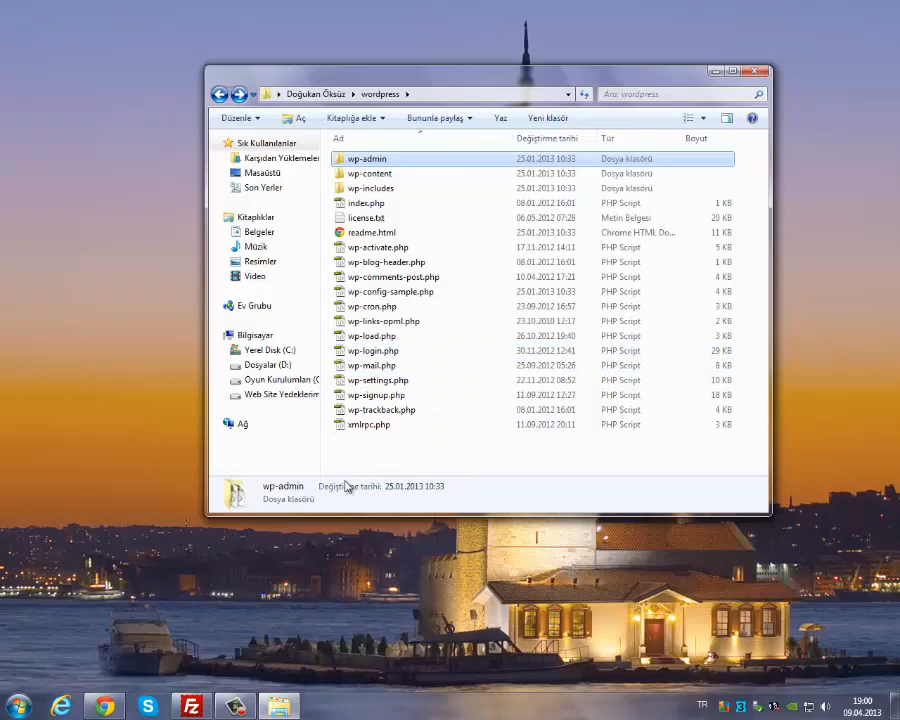 Doğukan Öksüz
wordpress
Ara: wordpress
Düzenle
Aç
Kitaplığa ekle
Bununla paylaş
Yaz
Yeni klasör
Sık Kullanılanlar
Karşıdan Yüklemeler
Masaüstü
Son Yerler
Kitaplıklar
Belgeler
Müzik
Resimler
Video
Ev Grubu
Bilgisayar
Yerel Disk (C:)
Dosyalar (D:)
Oyun Kurulumları (
Web Site Yedeklerim
Ağ
Ad Değiştirme tarihi Tür Boyut
wp-admin 25.01.2013 10:33 Dosya klasörü
wp-content 25.01.2013 10:33 Dosya klasörü
wp-includes 25.01.2013 10:33 Dosya klasörü
index.php 08.01.2012 16:01 PHP Script 1 KB
license.txt 06.05.2012 07:28 Metin Belgesi 20 KB
readme.html 25.01.2013 10:33 Chrome HTML Do... 11 KB
wp-activate.php 17.11.2012 14:11 PHP Script 5 KB
wp-blog-header.php 08.01.2012 16:01 PHP Script 1 KB
wp-comments-post.php 10.04.2012 17:21 PHP Script 4 KB
wp-config-sample.php 25.01.2013 10:33 PHP Script 4 KB
wp-cron.php 23.09.2012 16:57 PHP Script 3 KB
wp-links-opml.php 23.10.2010 12:17 PHP Script 2 KB
wp-load.php 26.10.2012 19:40 PHP Script 3 KB
wp-login.php 30.11.2012 12:41 PHP Script 29 KB
wp-mail.php 25.09.2012 05:26 PHP Script 8 KB
wp-settings.php 22.11.2012 08:52 PHP Script 10 KB
wp-signup.php 11.09.2012 12:27 PHP Script 18 KB
wp-trackback.php 08.01.2012 16:01 PHP Script 4 KB
xmlrpc.php 11.09.2012 20:11 PHP Script 3 KB
wp-admin Değiştirme tarihi: 25.01.2013 10:33
Dosya klasörü
TR
19:00
09.04.2013